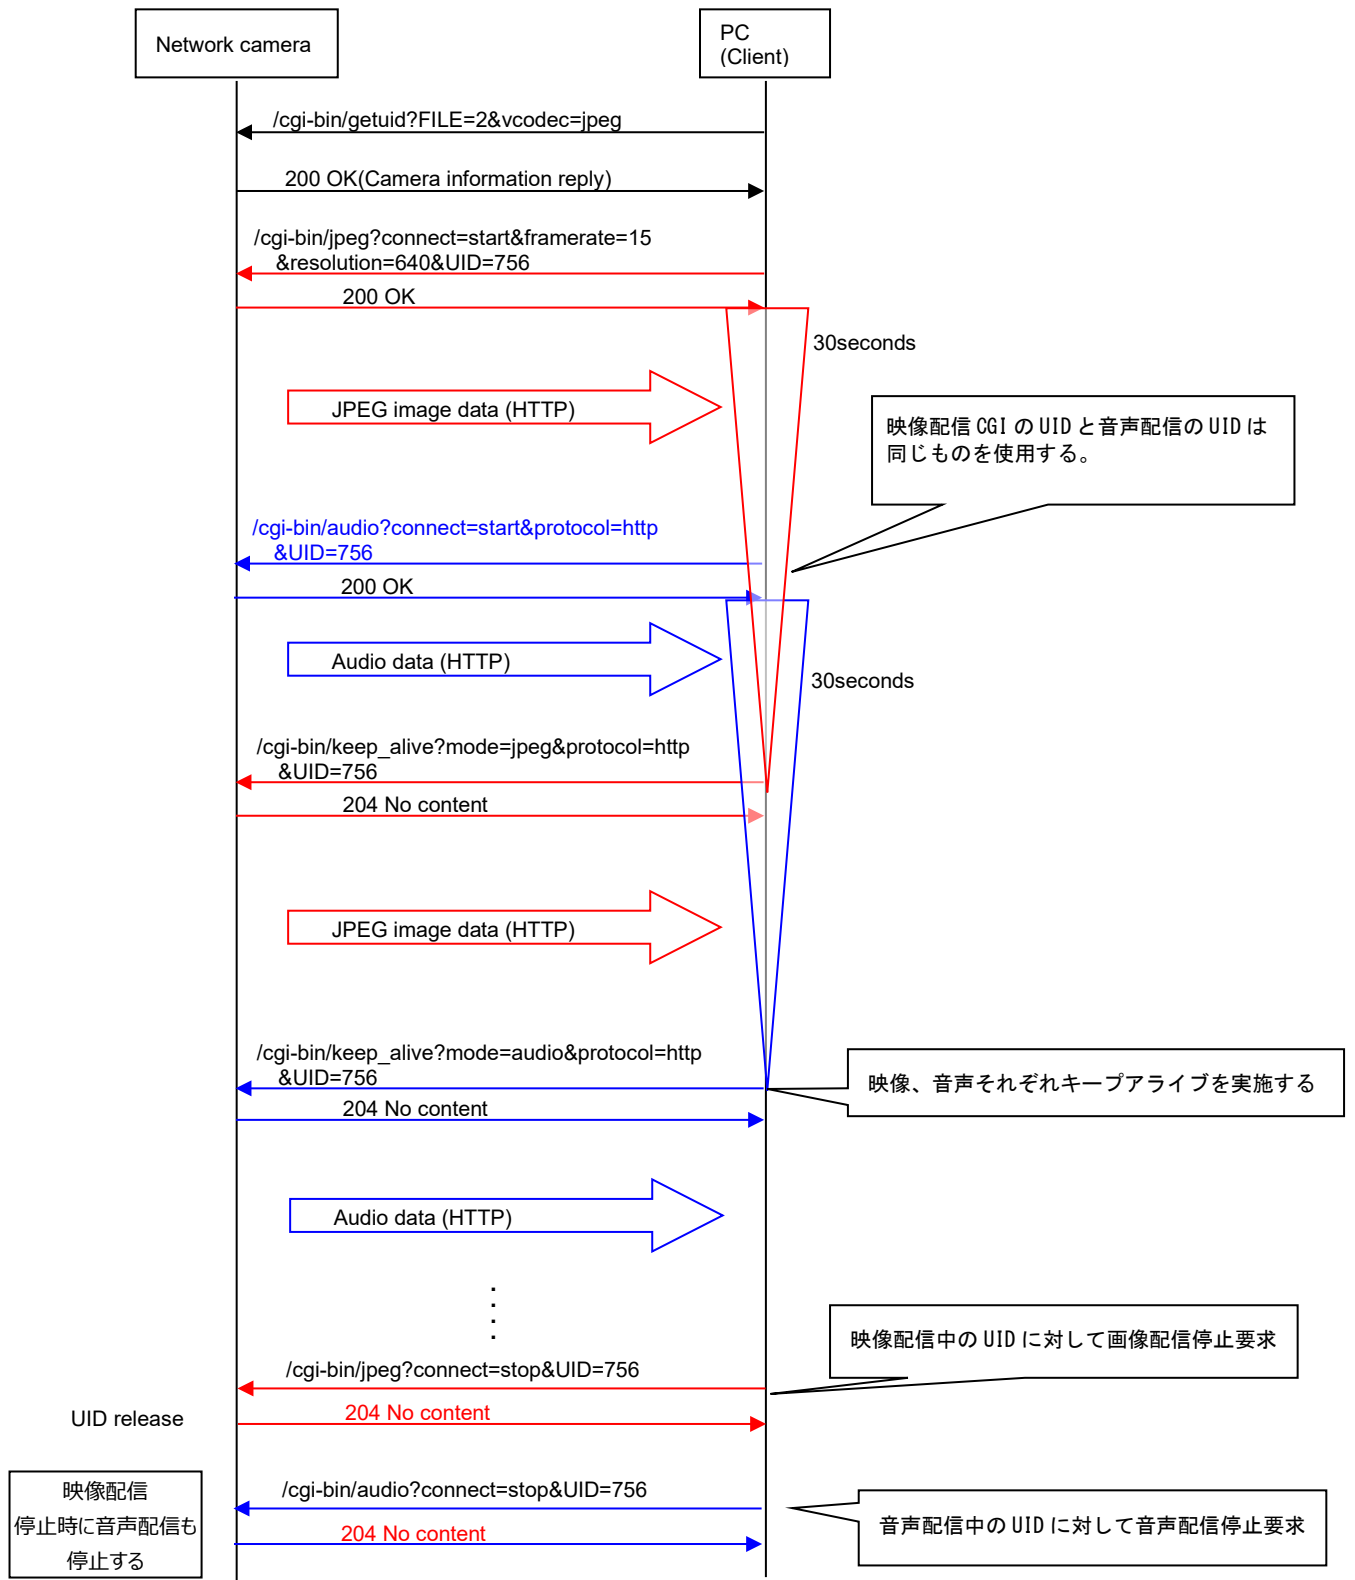 Network camera
PC
(Client)
/cgi-bin/getuid?FILE=2&vcodec=jpeg
200 OK(Camera information reply)
/cgi-bin/jpeg?connect=start&framerate=15
&resolution=640&UID=756
200 OK
30seconds
JPEG image data (HTTP)
映像配信 CGI の UID と音声配信の UID は
同じものを使用する。
/cgi-bin/audio?connect=start&protocol=http
&UID=756
200 OK
Audio data (HTTP)
30seconds
/cgi-bin/keep_alive?mode=jpeg&protocol=http
&UID=756
204 No content
JPEG image data (HTTP)
/cgi-bin/keep_alive?mode=audio&protocol=http
&UID=756
映像、音声それぞれキープアライブを実施する
204 No content
Audio data (HTTP)
映像配信中の UID に対して画像配信停止要求
/cgi-bin/jpeg?connect=stop&UID=756
204 No content
UID release
/cgi-bin/audio?connect=stop&UID=756
映像配信
停止時に音声配信も
停止する
音声配信中の UID に対して音声配信停止要求
204 No content